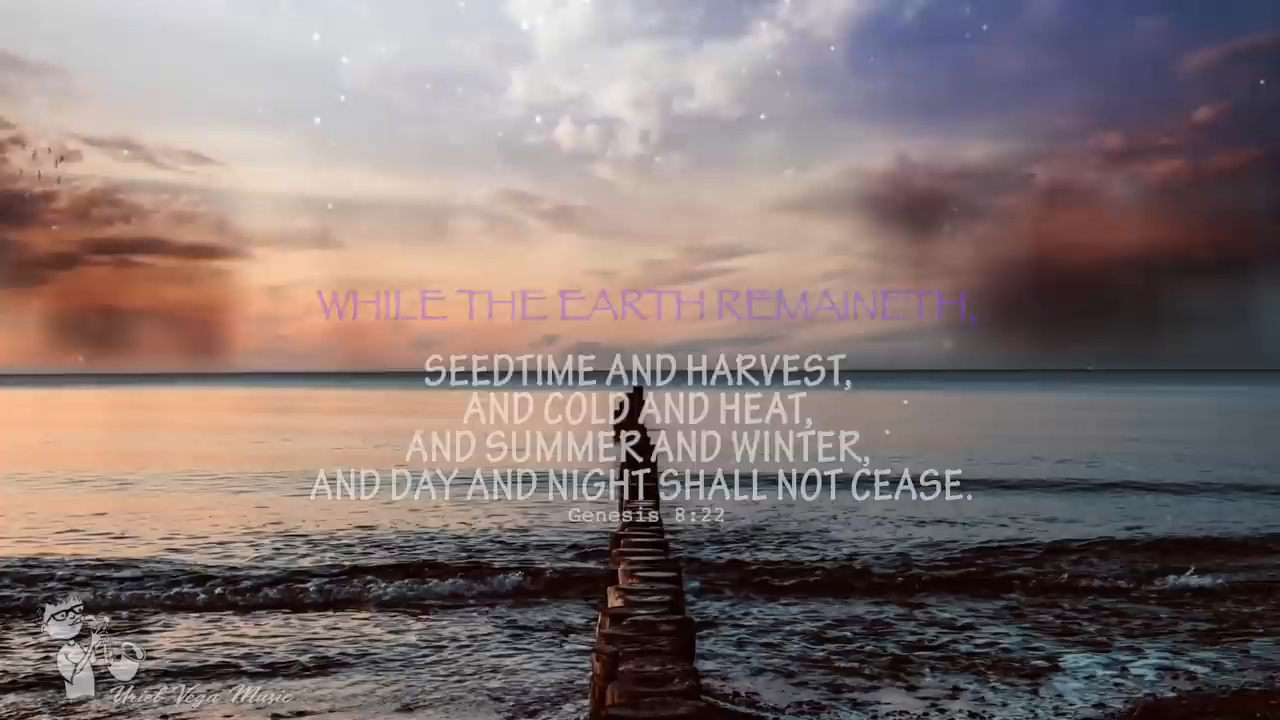 WHILE THE EARTH REMAINETH,
SEEDTIME AND HARVEST,
AND COLD AND HEAT,
AND SUMMER AND WINTER,
AND DAY AND NIGHT SHALL NOT CEASE.
Genesis 8:22
Uriel Vega Music